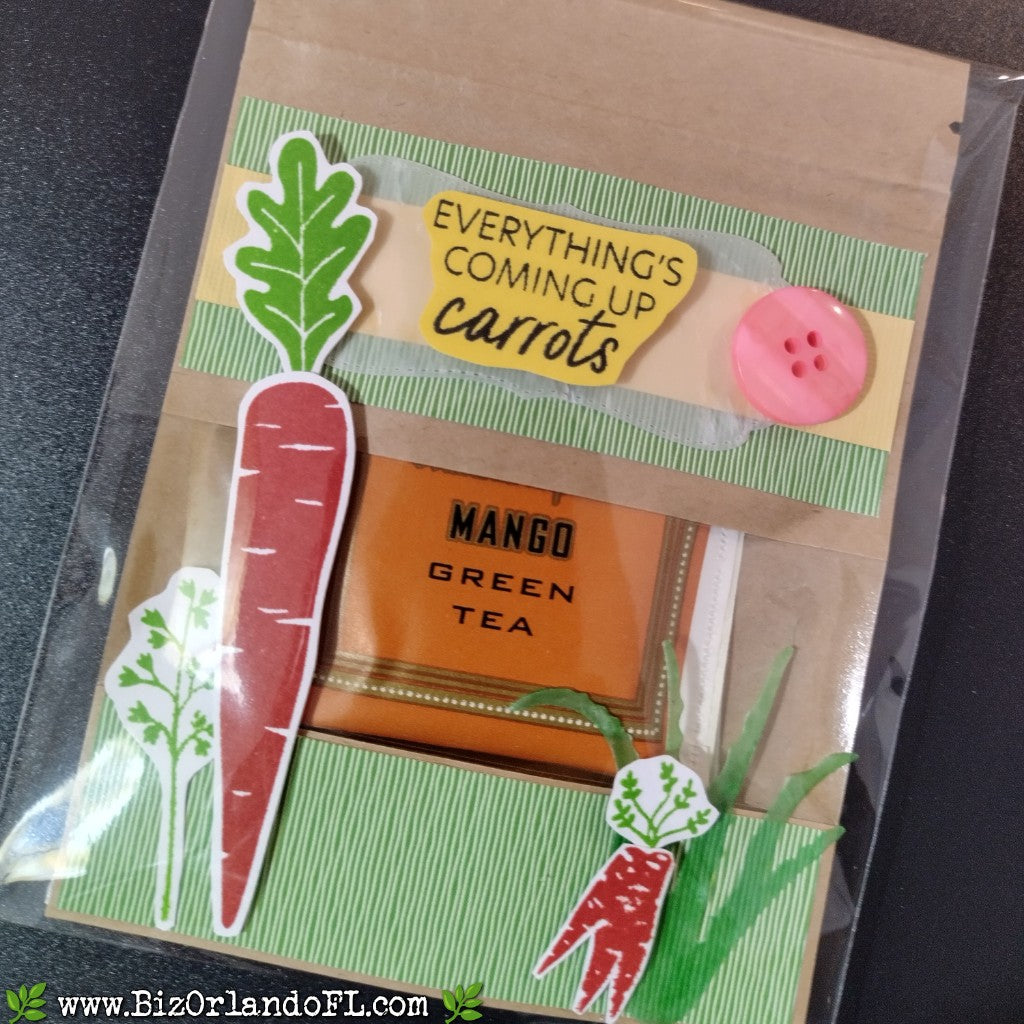 EVERYTHING'S
COMING UP
carrots
MANGO
GREEN
TEA
www.BizOrlandoFL.com